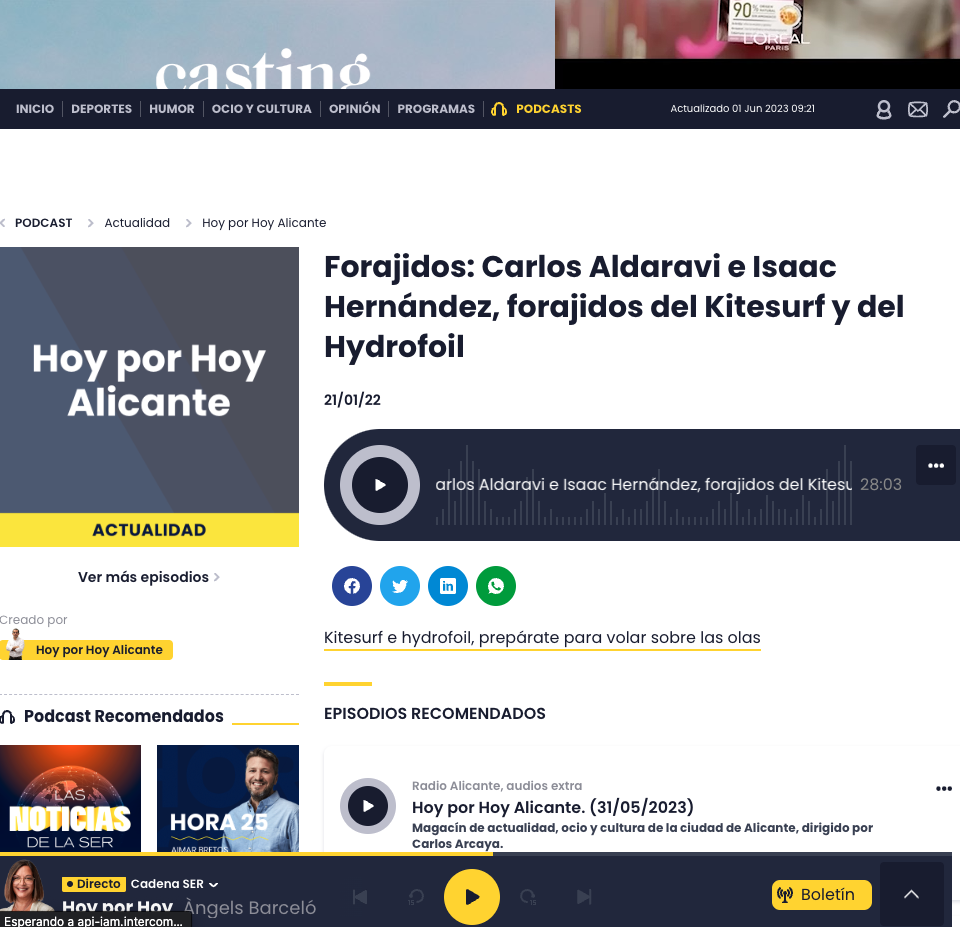 casting
90%
L'ORÉAL
PARIS
INICIO DEPORTES HUMOR OCIO Y CULTURA OPINIÓN PROGRAMAS PODCASTS Actualizado 01 Jun 2023 09:21
PODCAST Actualidad Hoy por Hoy Alicante
Hoy por Hoy
Alicante
ACTUALIDAD
Ver más episodios
Creado por
Hoy por Hoy Alicante
Podcast Recomendados
LAS
NOTICIAS
DE LA SER
HORA 25
AIMAR BRETOS
Forajidos: Carlos Aldaravi e Isaac
Hernández, forajidos del Kitesurf y del
Hydrofoil
21/01/22
arlos Aldaravi e Isaac Hernández, forajidos del Kitesu 28:03
Kitesurf e hydrofoil, prepárate para volar sobre las olas
EPISODIOS RECOMENDADOS
Radio Alicante, audios extra
Hoy por Hoy Alicante. (31/05/2023)
Magacín de actualidad, ocio y cultura de la ciudad de Alicante, dirigido por
Carlos Arcaya.
Directo Cadena SER
Hoy por Hoy Àngels Barceló
15 15
Boletín
Esperando a api-iam.intercom...